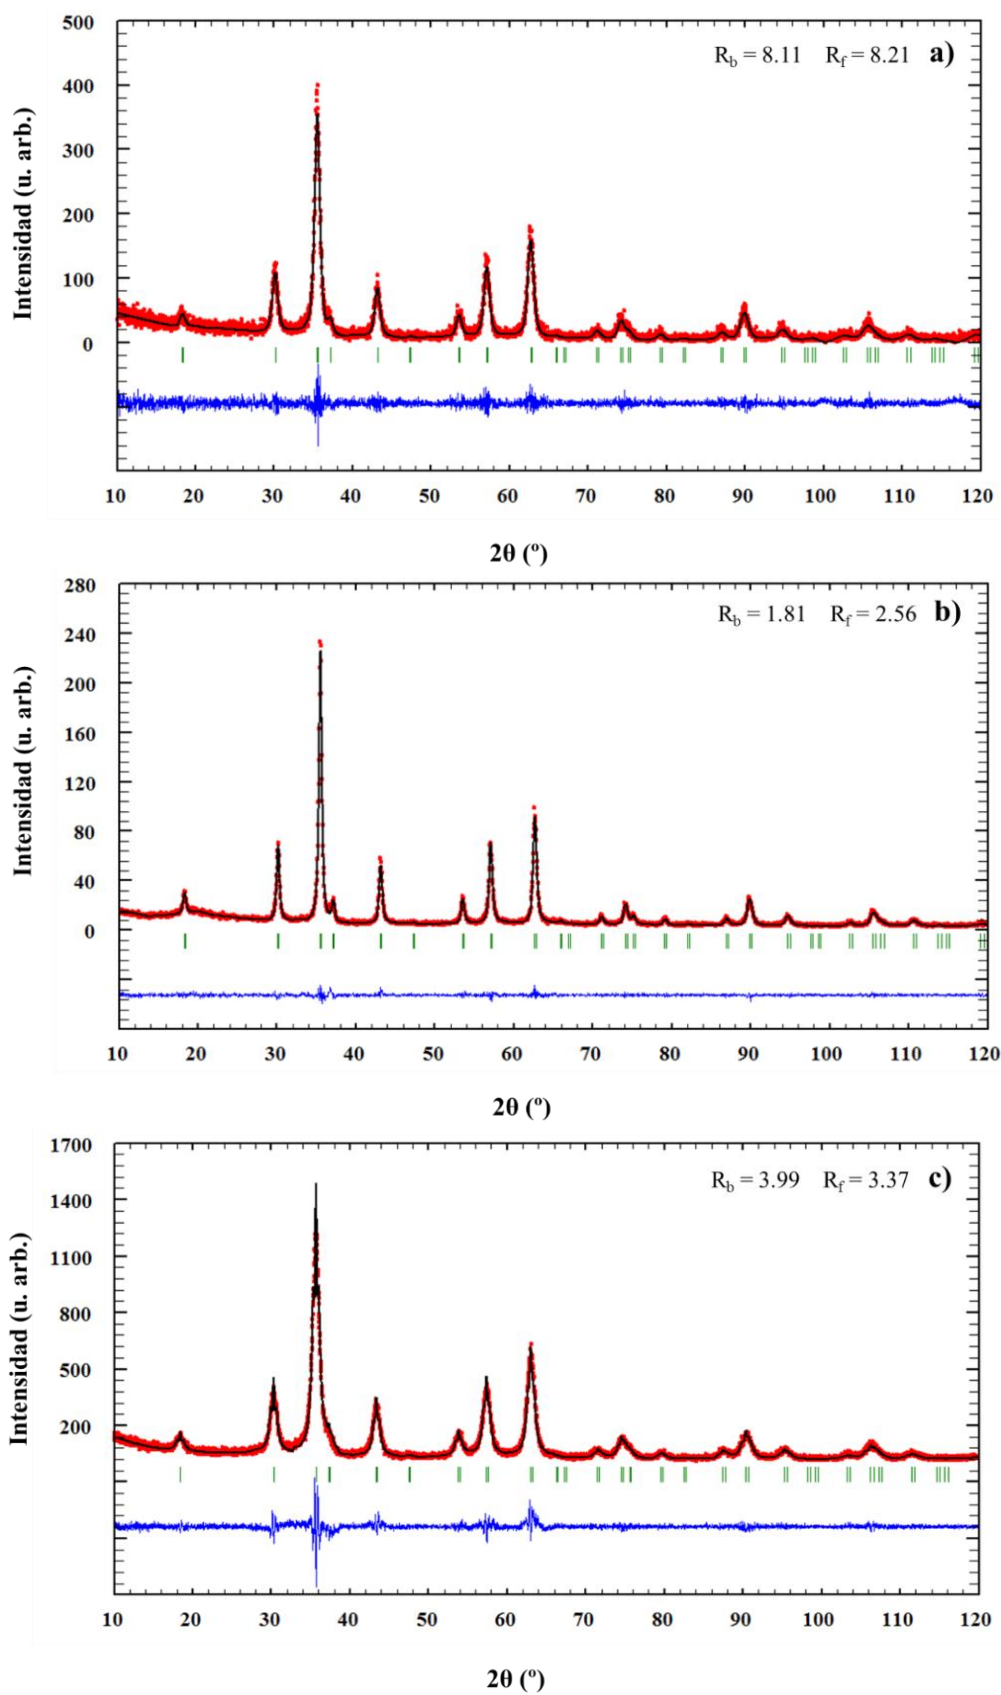 R_b = 8.11 R_f = 8.21 a)
Intensidad (u. arb.)
500
400
300
200
100
0
10 20 30 40 50 60 70 80 90 100 110 120
2θ (º)
R_b = 1.81 R_f = 2.56 b)
Intensidad (u. arb.)
280
240
200
160
120
80
40
0
10 20 30 40 50 60 70 80 90 100 110 120
2θ (º)
R_b = 3.99 R_f = 3.37 c)
Intensidad (u. arb.)
1700
1400
1100
800
500
200
10 20 30 40 50 60 70 80 90 100 110 120
2θ (º)